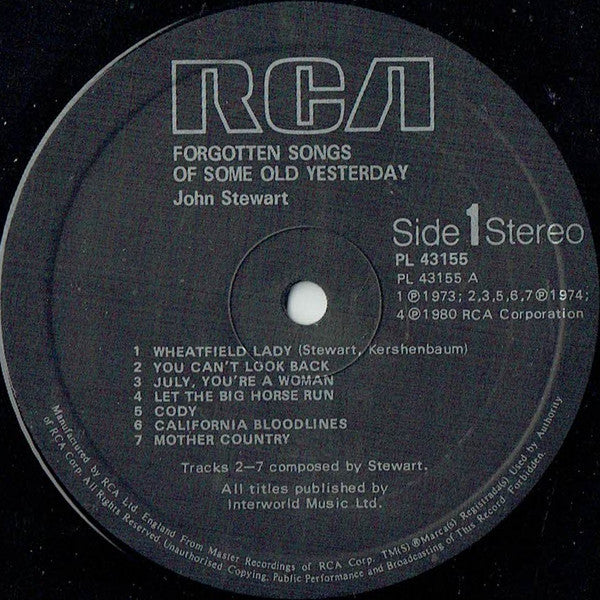 RCA
FORGOTTEN SONGS
OF SOME OLD YESTERDAY
John Stewart
Side 1 Stereo
PL 43155
PL 43155 A
1 ℗1973; 2,3,5,6,7℗1974;
4℗1980 RCA Corporation
1 WHEATFIELD LADY (Stewart, Kershenbaum)
2 YOU CAN'T LOOK BACK
3 JULY, YOU'RE A WOMAN
4 LET THE BIG HORSE RUN
5 CODY
6 CALIFORNIA BLOODLINES
7 MOTHER COUNTRY
Tracks 2–7 composed by Stewart.
All titles published by
Interworld Music Ltd.
Manufactured by RCA Ltd. England From Master Recordings of RCA Corp. TM(S) ®Marca(s) Registrada(s) Used by Authority
of RCA Corp. All Rights Reserved. Unauthorised Copying, Public Performance and Broadcasting of This Record Forbidden.